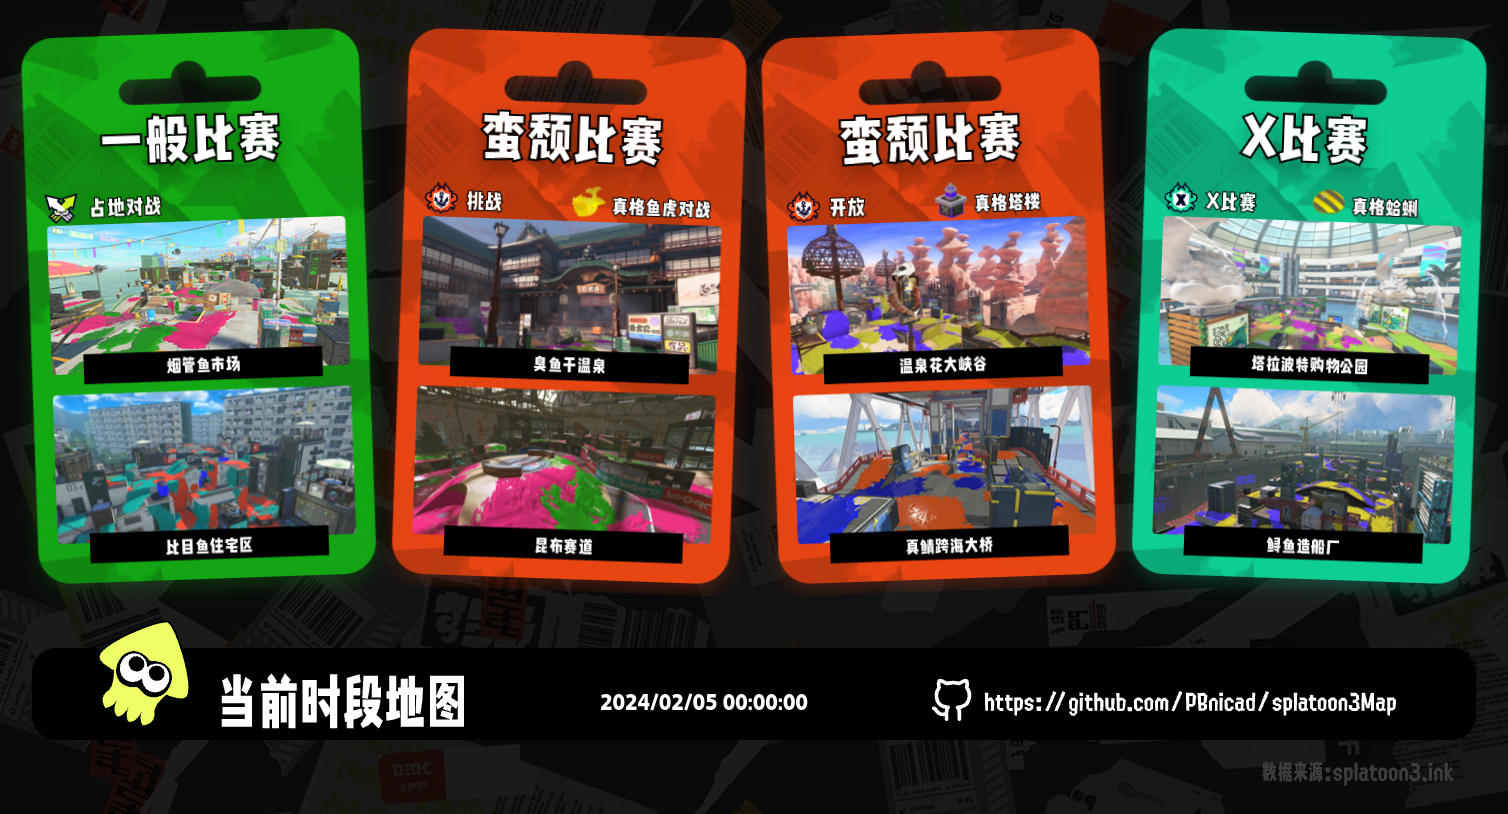 一般比赛
占地对战
烟管鱼市场
比目鱼住宅区
蛮颓比赛
挑战
真格鱼虎对战
臭鱼干温泉
昆布赛道
蛮颓比赛
开放
真格塔楼
温泉花大峡谷
真鲭跨海大桥
X比赛
X比赛
真格蛤蜊
塔拉波特购物公园
鲟鱼造船厂
当前时段地图
2024/02/05 00:00:00
https://github.com/PBnicad/splatoon3Map
数据来源:splatoon3.ink